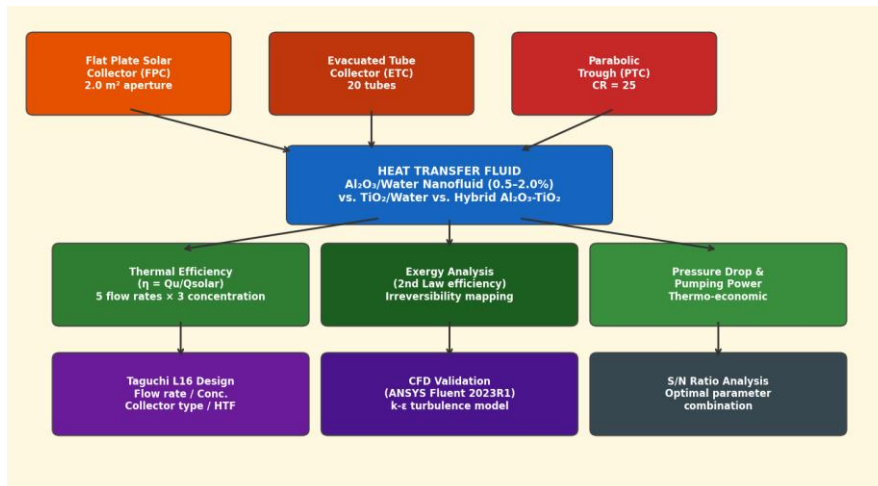 Flat Plate Solar
Collector (FPC)
2.0 m² aperture
Evacuated Tube
Collector (ETC)
20 tubes
Parabolic
Trough (PTC)
CR = 25
HEAT TRANSFER FLUID
Al₂O₃/Water Nanofluid (0.5–2.0%)
vs. TiO₂/Water vs. Hybrid Al₂O₃-TiO₂
Thermal Efficiency
(η = Qu/Qsolar)
5 flow rates × 3 concentration
Exergy Analysis
(2nd Law efficiency)
Irreversibility mapping
Pressure Drop &
Pumping Power
Thermo-economic
Taguchi L16 Design
Flow rate / Conc.
Collector type / HTF
CFD Validation
(ANSYS Fluent 2023R1)
k-ε turbulence model
S/N Ratio Analysis
Optimal parameter
combination